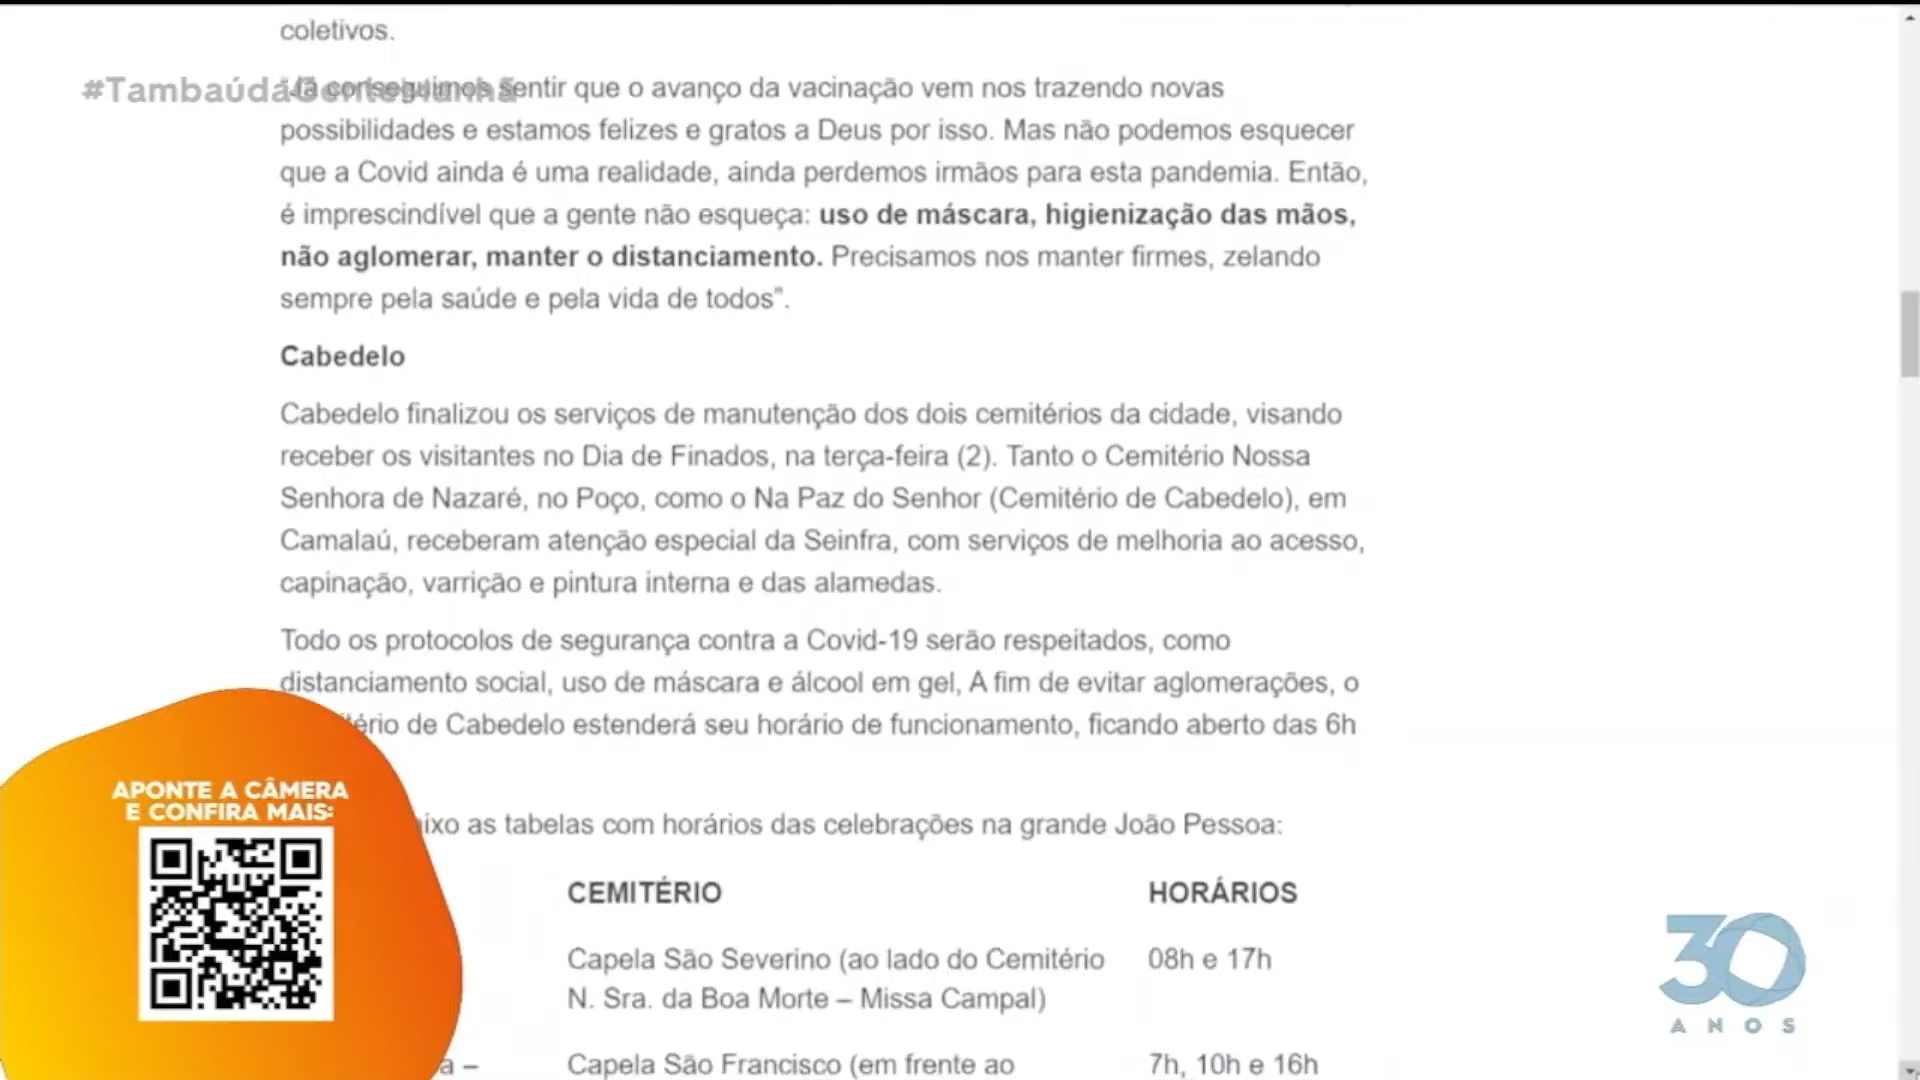 coletivos.
#TambaúdáGenteManhã
"Já conseguimos sentir que o avanço da vacinação vem nos trazendo novas
possibilidades e estamos felizes e gratos a Deus por isso. Mas não podemos esquecer
que a Covid ainda é uma realidade, ainda perdemos irmãos para esta pandemia. Então,
é imprescindível que a gente não esqueça: uso de máscara, higienização das mãos,
não aglomerar, manter o distanciamento. Precisamos nos manter firmes, zelando
sempre pela saúde e pela vida de todos".
Cabedelo
Cabedelo finalizou os serviços de manutenção dos dois cemitérios da cidade, visando
receber os visitantes no Dia de Finados, na terça-feira (2). Tanto o Cemitério Nossa
Senhora de Nazaré, no Poço, como o Na Paz do Senhor (Cemitério de Cabedelo), em
Camalaú, receberam atenção especial da Seinfra, com serviços de melhoria ao acesso,
capinação, varrição e pintura interna e das alamedas.
Todo os protocolos de segurança contra a Covid-19 serão respeitados, como
distanciamento social, uso de máscara e álcool em gel, A fim de evitar aglomerações, o
de Cabedelo estenderá seu horário de funcionamento, ficando aberto das 6h
APONTE A CÂMERA
E CONFIRA MAIS:
as tabelas com horários das celebrações na grande João Pessoa:
CEMITÉRIO HORÁRIOS
Capela São Severino (ao lado do Cemitério 08h e 17h
N. Sra. da Boa Morte – Missa Campal)
a – Capela São Francisco (em frente ao 7h, 10h e 16h
30
ANOS